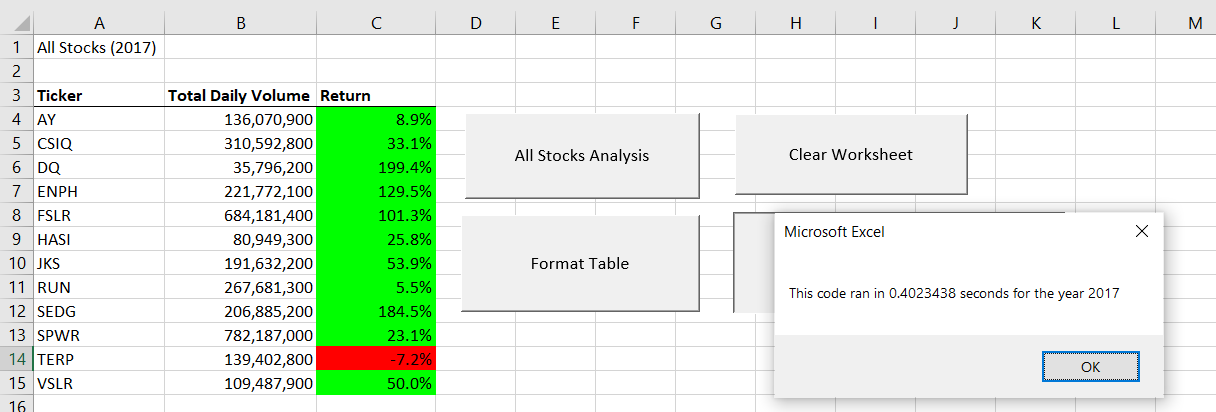 A B C D E F G H I J K L M
1 All Stocks (2017)
2
3 Ticker Total Daily Volume Return
4 AY 136,070,900 8.9%
5 CSIQ 310,592,800 33.1%
6 DQ 35,796,200 199.4%
7 ENPH 221,772,100 129.5%
8 FSLR 684,181,400 101.3%
9 HASI 80,949,300 25.8%
10 JKS 191,632,200 53.9%
11 RUN 267,681,300 5.5%
12 SEDG 206,885,200 184.5%
13 SPWR 782,187,000 23.1%
14 TERP 139,402,800 -7.2%
15 VSLR 109,487,900 50.0%
16
All Stocks Analysis
Clear Worksheet
Format Table
Microsoft Excel
This code ran in 0.4023438 seconds for the year 2017
OK